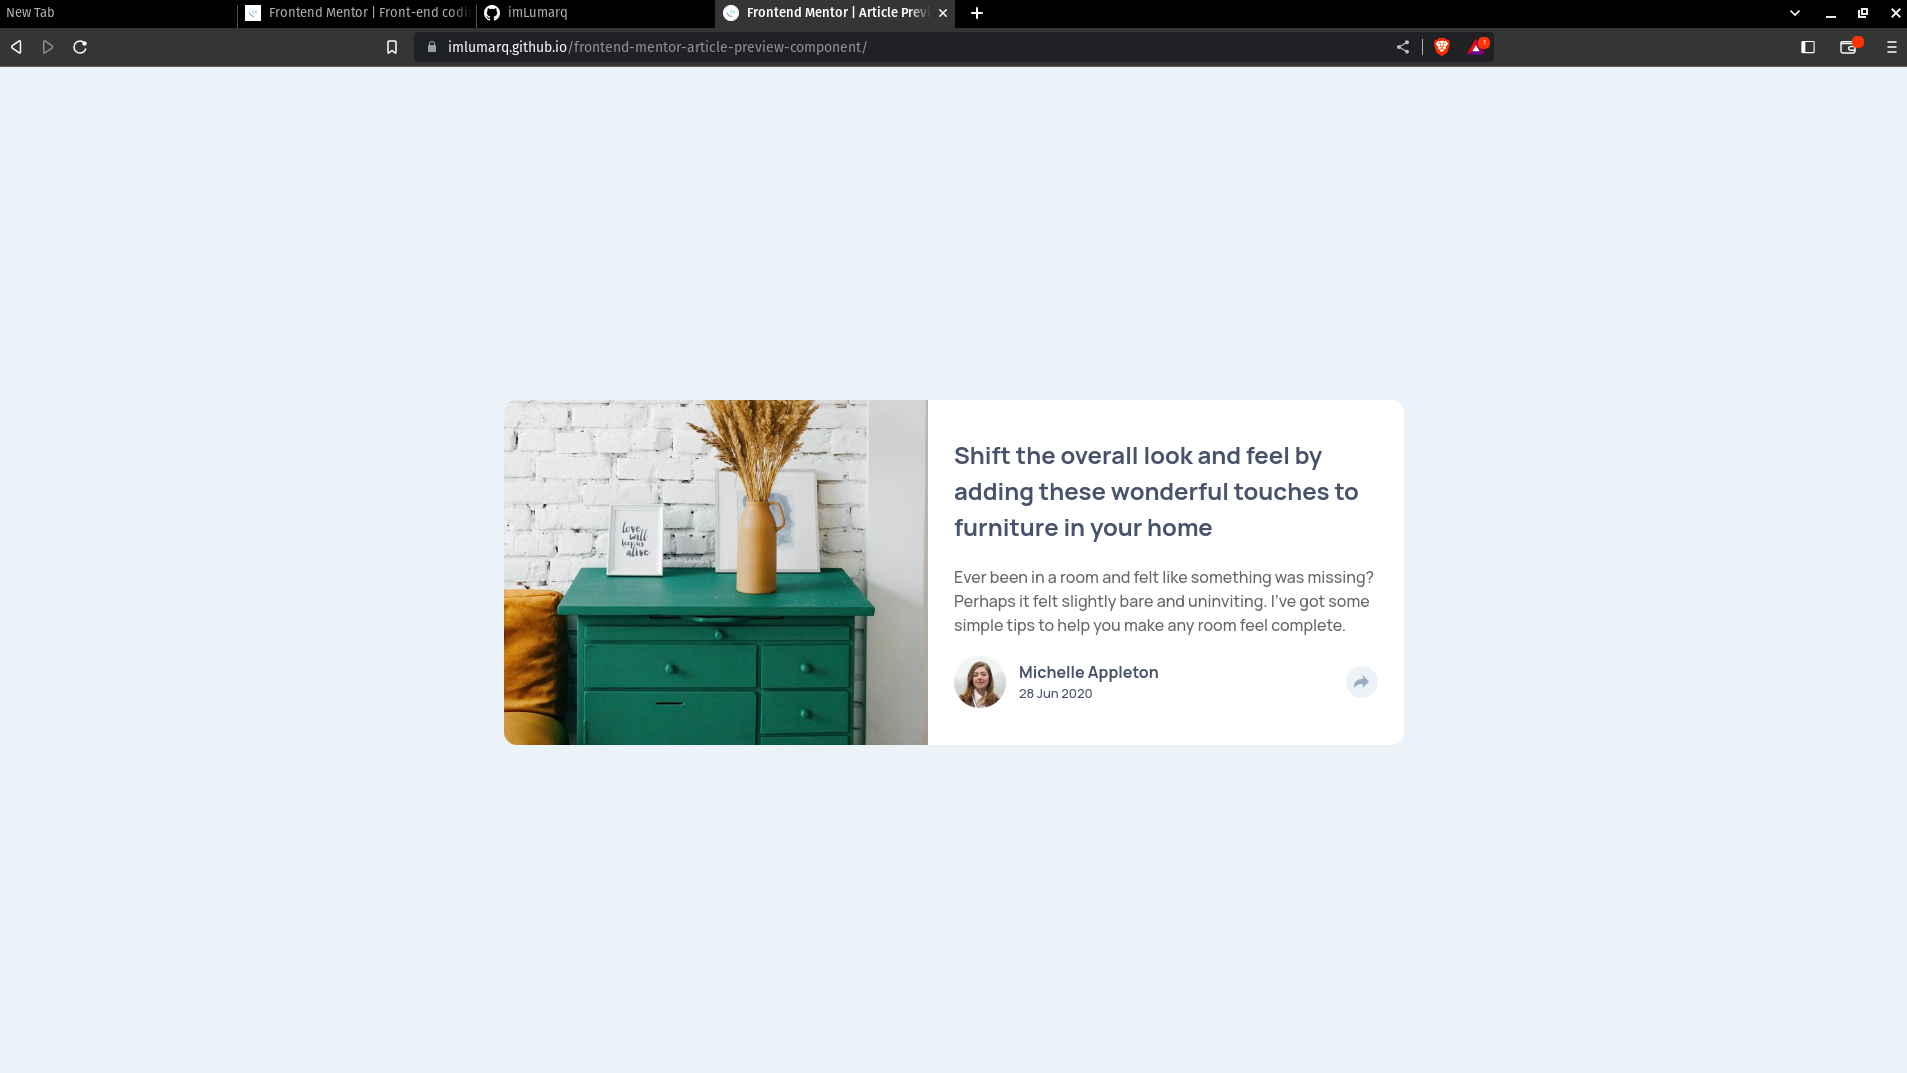 New Tab
Frontend Mentor | Front-end codin
imLumarq
Frontend Mentor | Article Previ
imlumarq.github.io/frontend-mentor-article-preview-component/
1
Shift the overall look and feel by
adding these wonderful touches to
furniture in your home
love
will
keep us
alive
Ever been in a room and felt like something was missing?
Perhaps it felt slightly bare and uninviting. I've got some
simple tips to help you make any room feel complete.
Michelle Appleton
28 Jun 2020